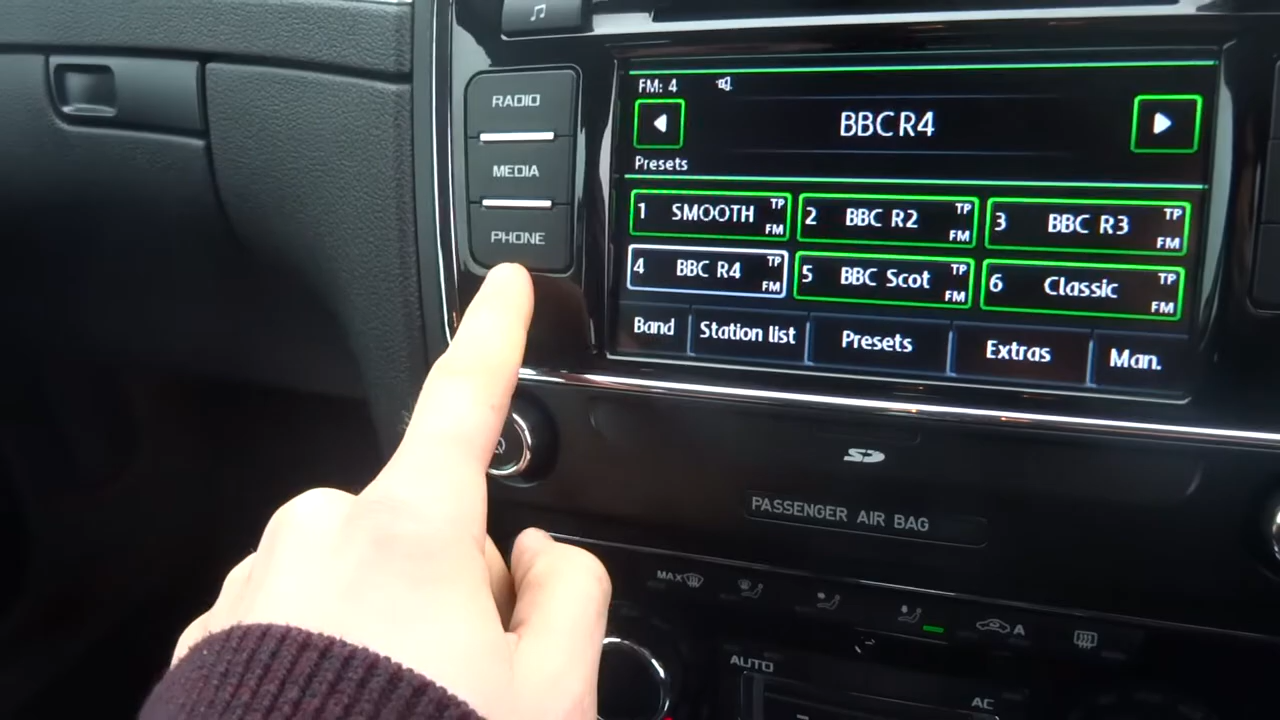 RADIO
MEDIA
PHONE
FM: 4
BBC R4
Presets
1 SMOOTH TP FM
2 BBC R2 TP FM
3 BBC R3 TP FM
4 BBC R4 TP FM
5 BBC Scot TP FM
6 Classic TP FM
Band Station list Presets Extras Man.
SD
PASSENGER AIR BAG
MAX
A
AUTO
AC